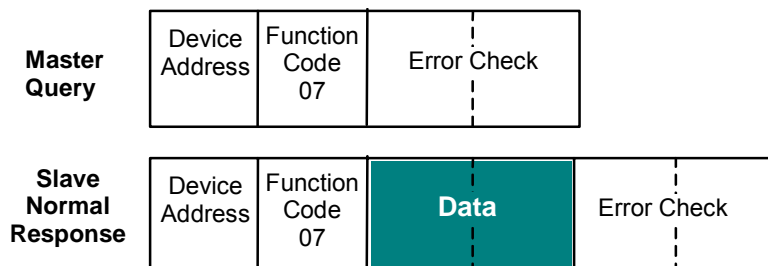 Master
Query
Device
Address
Function
Code
07
Error Check
Slave
Normal
Response
Device
Address
Function
Code
07
Data
Error Check